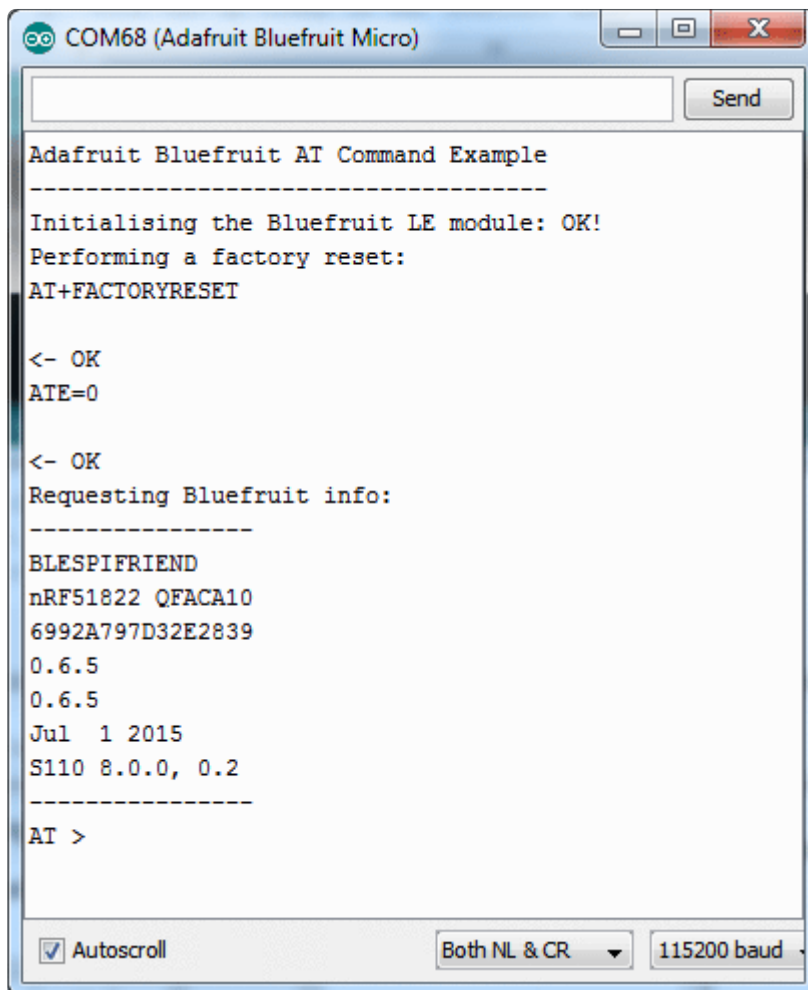 COM68 (Adafruit Bluefruit Micro)
Send
Adafruit Bluefruit AT Command Example
-------------------------------------
Initialising the Bluefruit LE module: OK!
Performing a factory reset:
AT+FACTORYRESET
<- OK
ATE=0
<- OK
Requesting Bluefruit info:
----------------
BLESPIFRIEND
nRF51822 QFACA10
6992A797D32E2839
0.6.5
0.6.5
Jul  1 2015
S110 8.0.0, 0.2
----------------
AT >
Autoscroll
Both NL & CR
115200 baud